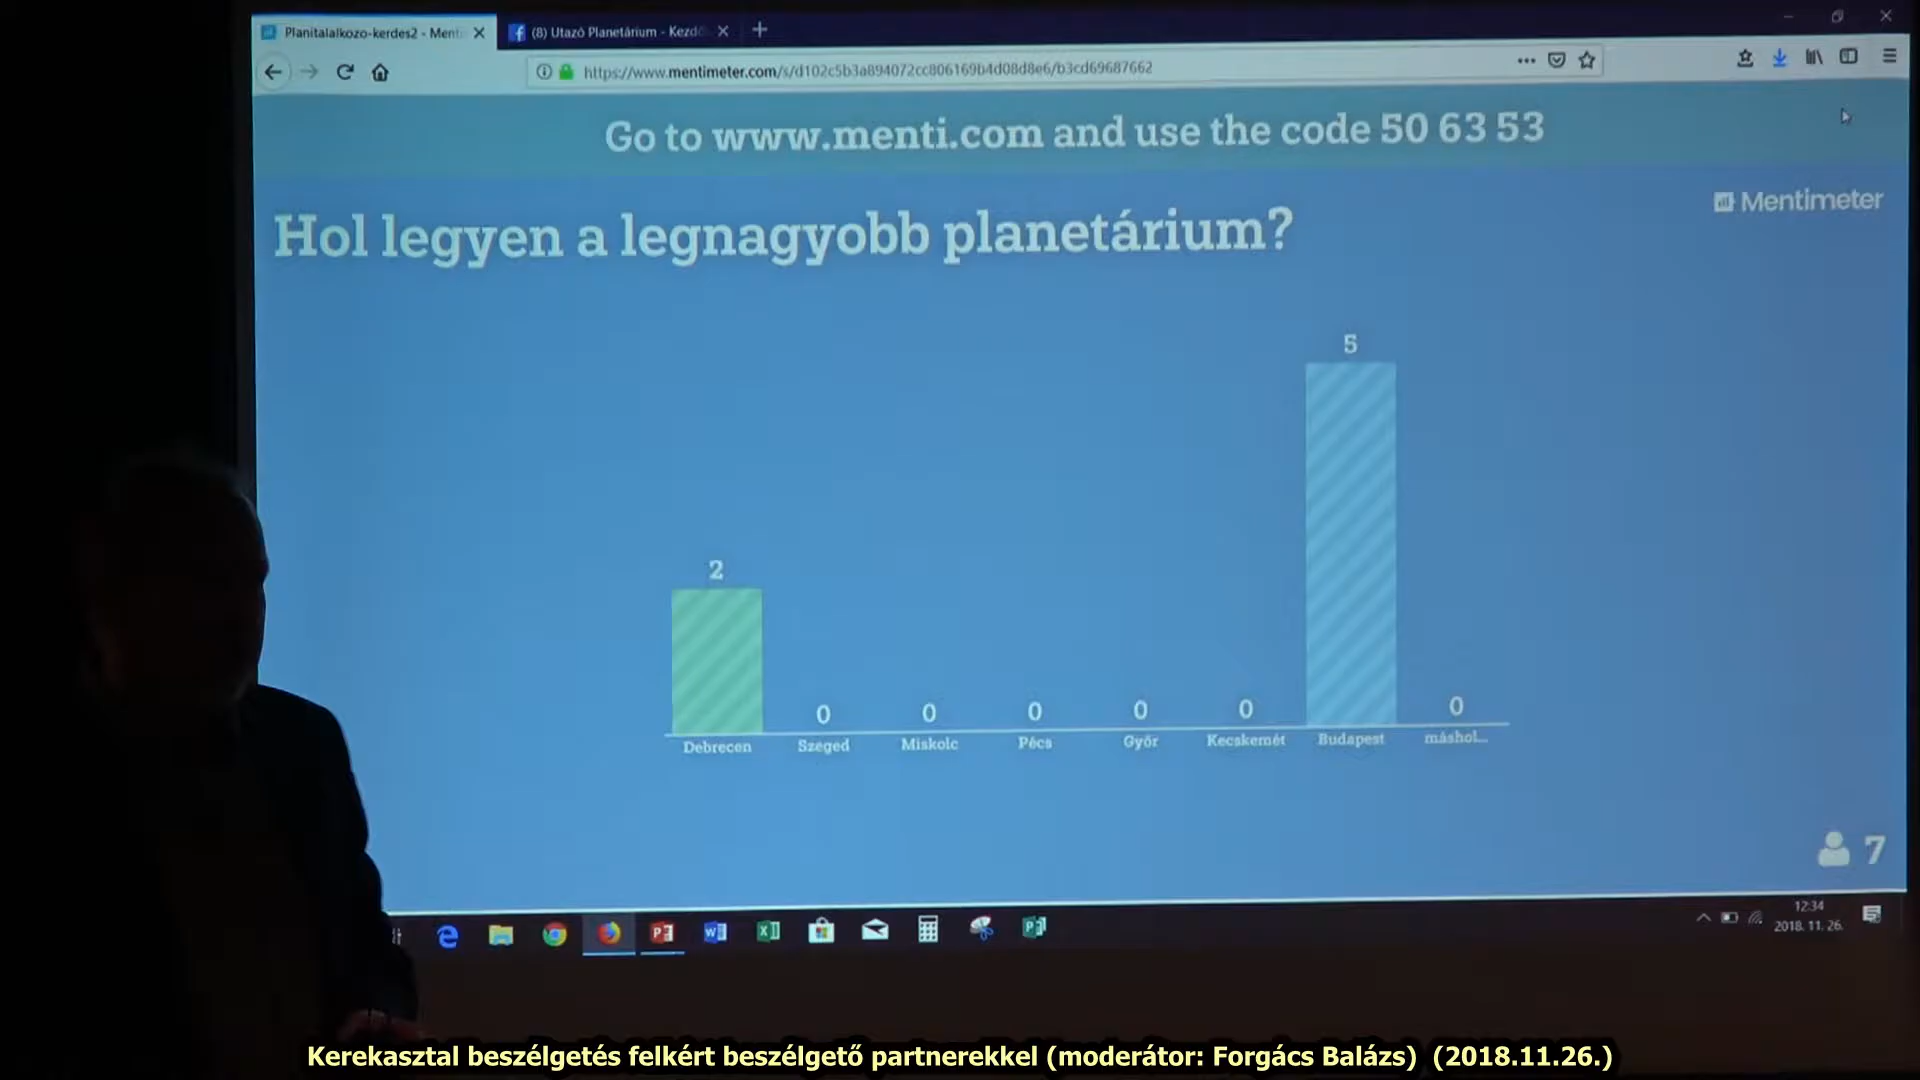 Planitalalkozo-kerdes2 - Menti
(8) Utazó Planetárium - Kezdő
https://www.mentimeter.com/s/d102c5b3a894072cc806169b4d08d8e6/b3cd69687662
Go to www.menti.com and use the code 50 63 53
Mentimeter
Hol legyen a legnagyobb planetárium?
2 0 0 0 0 0 5 0
Debrecen Szeged Miskolc Pécs Győr Kecskemét Budapest máshol...
7
12:34
2018. 11. 26.
Kerekasztal beszélgetés felkért beszélgető partnerekkel (moderátor: Forgács Balázs) (2018.11.26.)